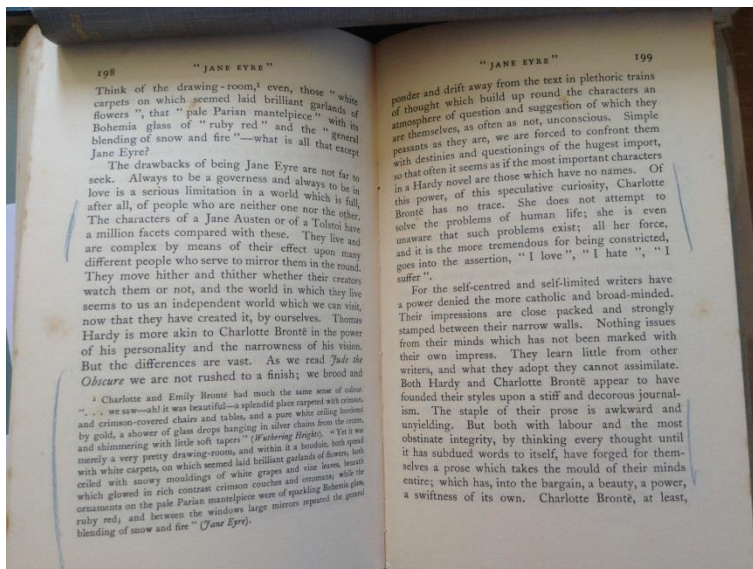 198 "JANE EYRE"
Think of the drawing-room,¹ even, those "white
carpets on which seemed laid brilliant garlands of
flowers", that "pale Parian mantelpiece" with its
Bohemia glass of "ruby red" and the "general
blending of snow and fire"—what is all that except
Jane Eyre?
The drawbacks of being Jane Eyre are not far to
seek. Always to be a governess and always to be in
love is a serious limitation in a world which is full,
after all, of people who are neither one nor the other.
The characters of a Jane Austen or of a Tolstoi have
a million facets compared with these. They live and
are complex by means of their effect upon many
different people who serve to mirror them in the round.
They move hither and thither whether their creators
watch them or not, and the world in which they live
seems to us an independent world which we can visit,
now that they have created it, by ourselves. Thomas
Hardy is more akin to Charlotte Brontë in the power
of his personality and the narrowness of his vision.
But the differences are vast. As we read Jude the
Obscure we are not rushed to a finish; we brood and
¹ Charlotte and Emily Brontë had much the same sense of colour.
". . . we saw—ah! it was beautiful—a splendid place carpeted with crimson,
and crimson-covered chairs and tables, and a pure white ceiling bordered
by gold, a shower of glass drops hanging in silver chains from the centre,
and shimmering with little soft tapers" (Wuthering Heights). "Yet it was
merely a very pretty drawing-room, and within it a boudoir, both spread
with white carpets, on which seemed laid brilliant garlands of flowers, both
ceiled with snowy mouldings of white grapes and vine leaves, beneath
which glowed in rich contrast crimson couches and ottomans; while the
ornaments on the pale Parian mantelpiece were of sparkling Bohemia glass,
ruby red; and between the windows large mirrors repeated the general
blending of snow and fire" (Jane Eyre).
"JANE EYRE" 199
ponder and drift away from the text in plethoric trains
of thought which build up round the characters an
atmosphere of question and suggestion of which they
are themselves, as often as not, unconscious. Simple
peasants as they are, we are forced to confront them
with destinies and questionings of the hugest import,
so that often it seems as if the most important characters
in a Hardy novel are those which have no names. Of
this power, of this speculative curiosity, Charlotte
Brontë has no trace. She does not attempt to
solve the problems of human life; she is even
unaware that such problems exist; all her force,
and it is the more tremendous for being constricted,
goes into the assertion, "I love", "I hate", "I
suffer".
For the self-centred and self-limited writers have
a power denied the more catholic and broad-minded.
Their impressions are close packed and strongly
stamped between their narrow walls. Nothing issues
from their minds which has not been marked with
their own impress. They learn little from other
writers, and what they adopt they cannot assimilate.
Both Hardy and Charlotte Brontë appear to have
founded their styles upon a stiff and decorous journal-
ism. The staple of their prose is awkward and
unyielding. But both with labour and the most
obstinate integrity, by thinking every thought until
it has subdued words to itself, have forged for them-
selves a prose which takes the mould of their minds
entire; which has, into the bargain, a beauty, a power,
a swiftness of its own. Charlotte Brontë, at least,